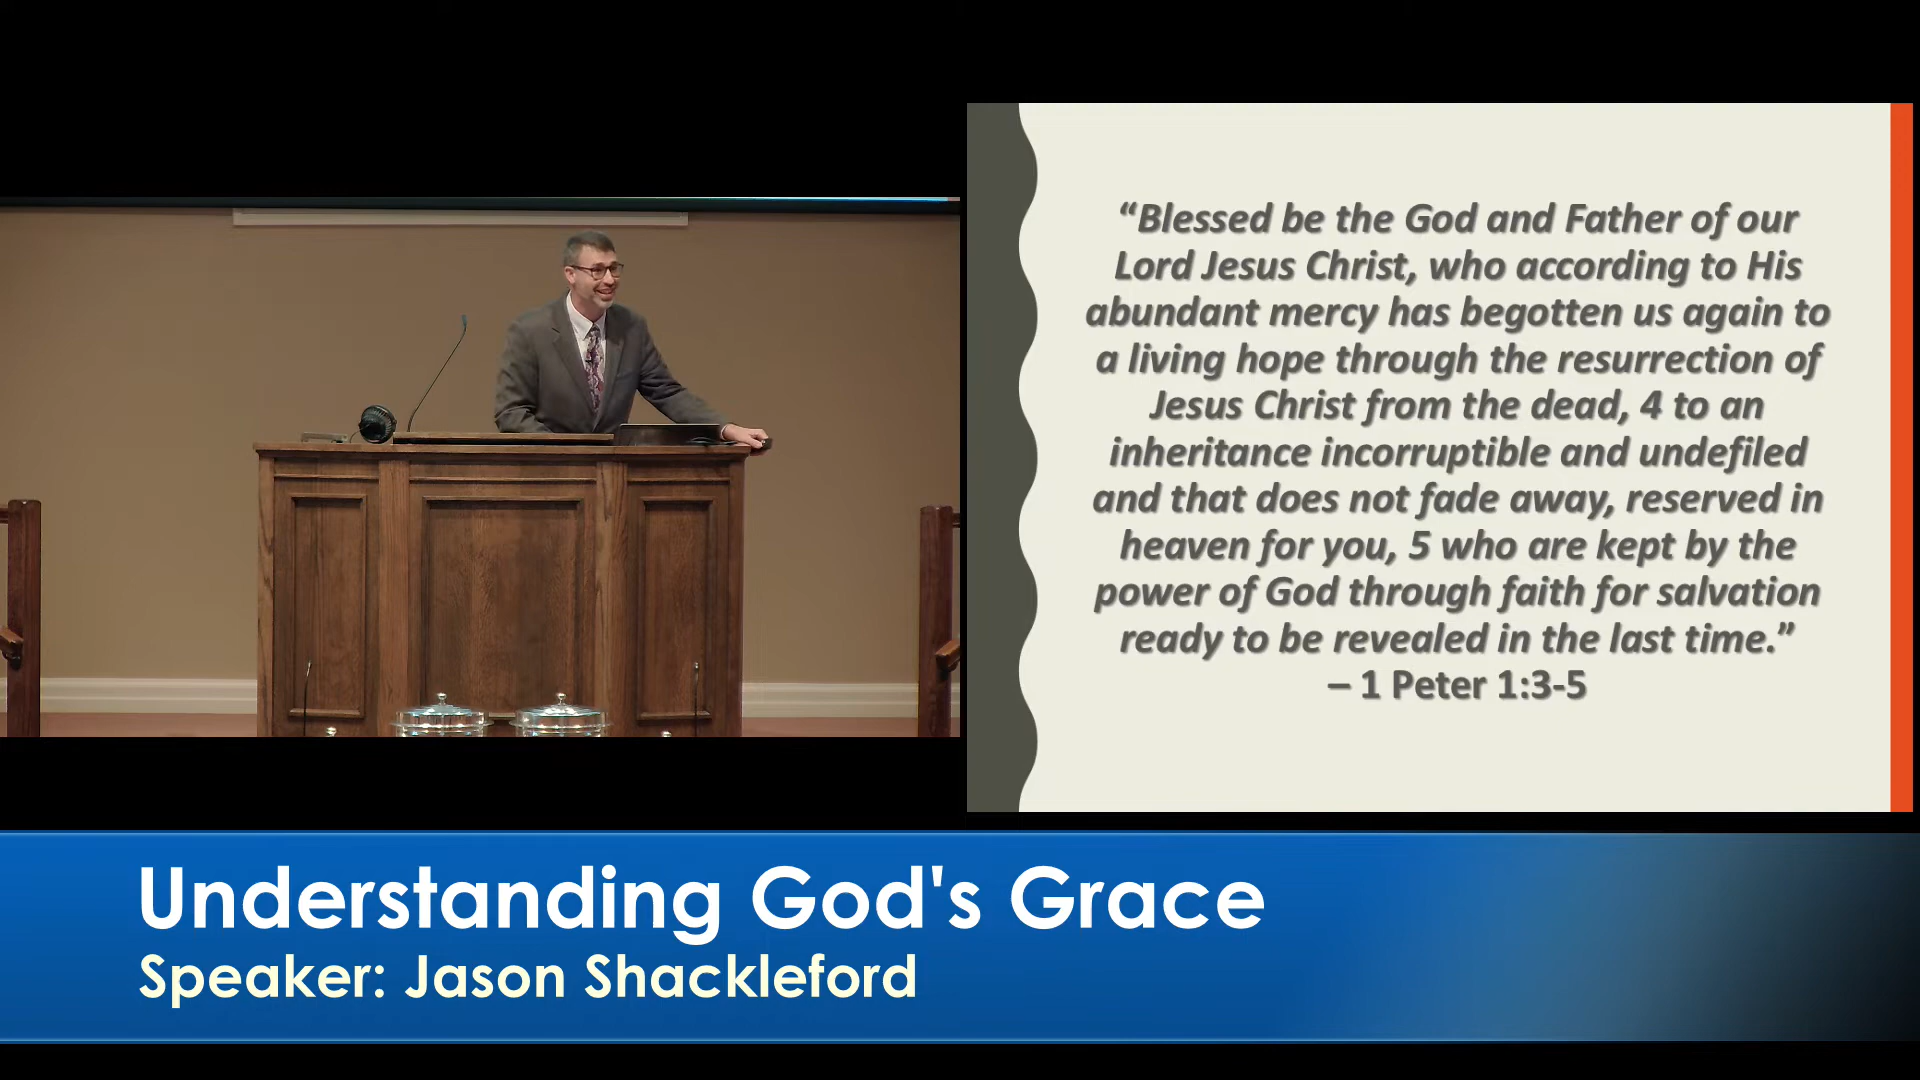 “Blessed be the God and Father of our
Lord Jesus Christ, who according to His
abundant mercy has begotten us again to
a living hope through the resurrection of
Jesus Christ from the dead, 4 to an
inheritance incorruptible and undefiled
and that does not fade away, reserved in
heaven for you, 5 who are kept by the
power of God through faith for salvation
ready to be revealed in the last time.”
– 1 Peter 1:3-5
Understanding God's Grace
Speaker: Jason Shackleford